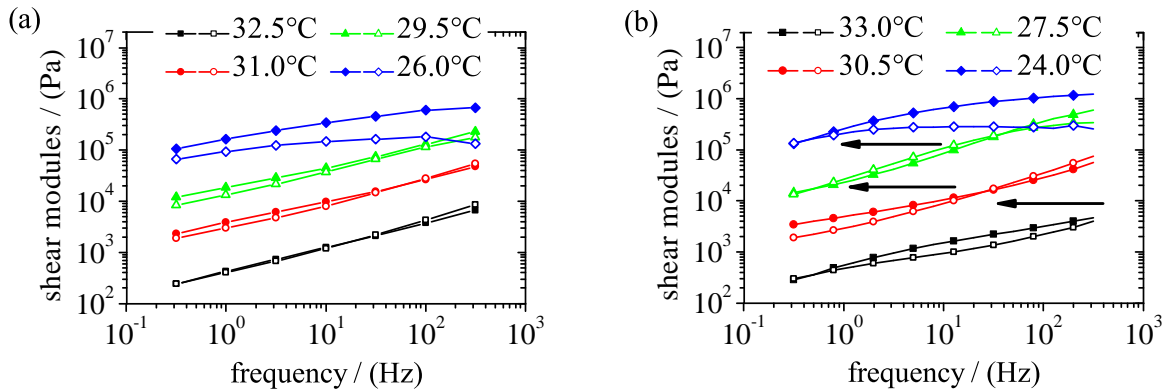 (a)
32.5°C 29.5°C
31.0°C 26.0°C
shear modules / (Pa)
10^7
10^6
10^5
10^4
10^3
10^2
10^-1 10^0 10^1 10^2 10^3
frequency / (Hz)
(b)
33.0°C 27.5°C
30.5°C 24.0°C
shear modules / (Pa)
10^7
10^6
10^5
10^4
10^3
10^2
10^-1 10^0 10^1 10^2 10^3
frequency / (Hz)